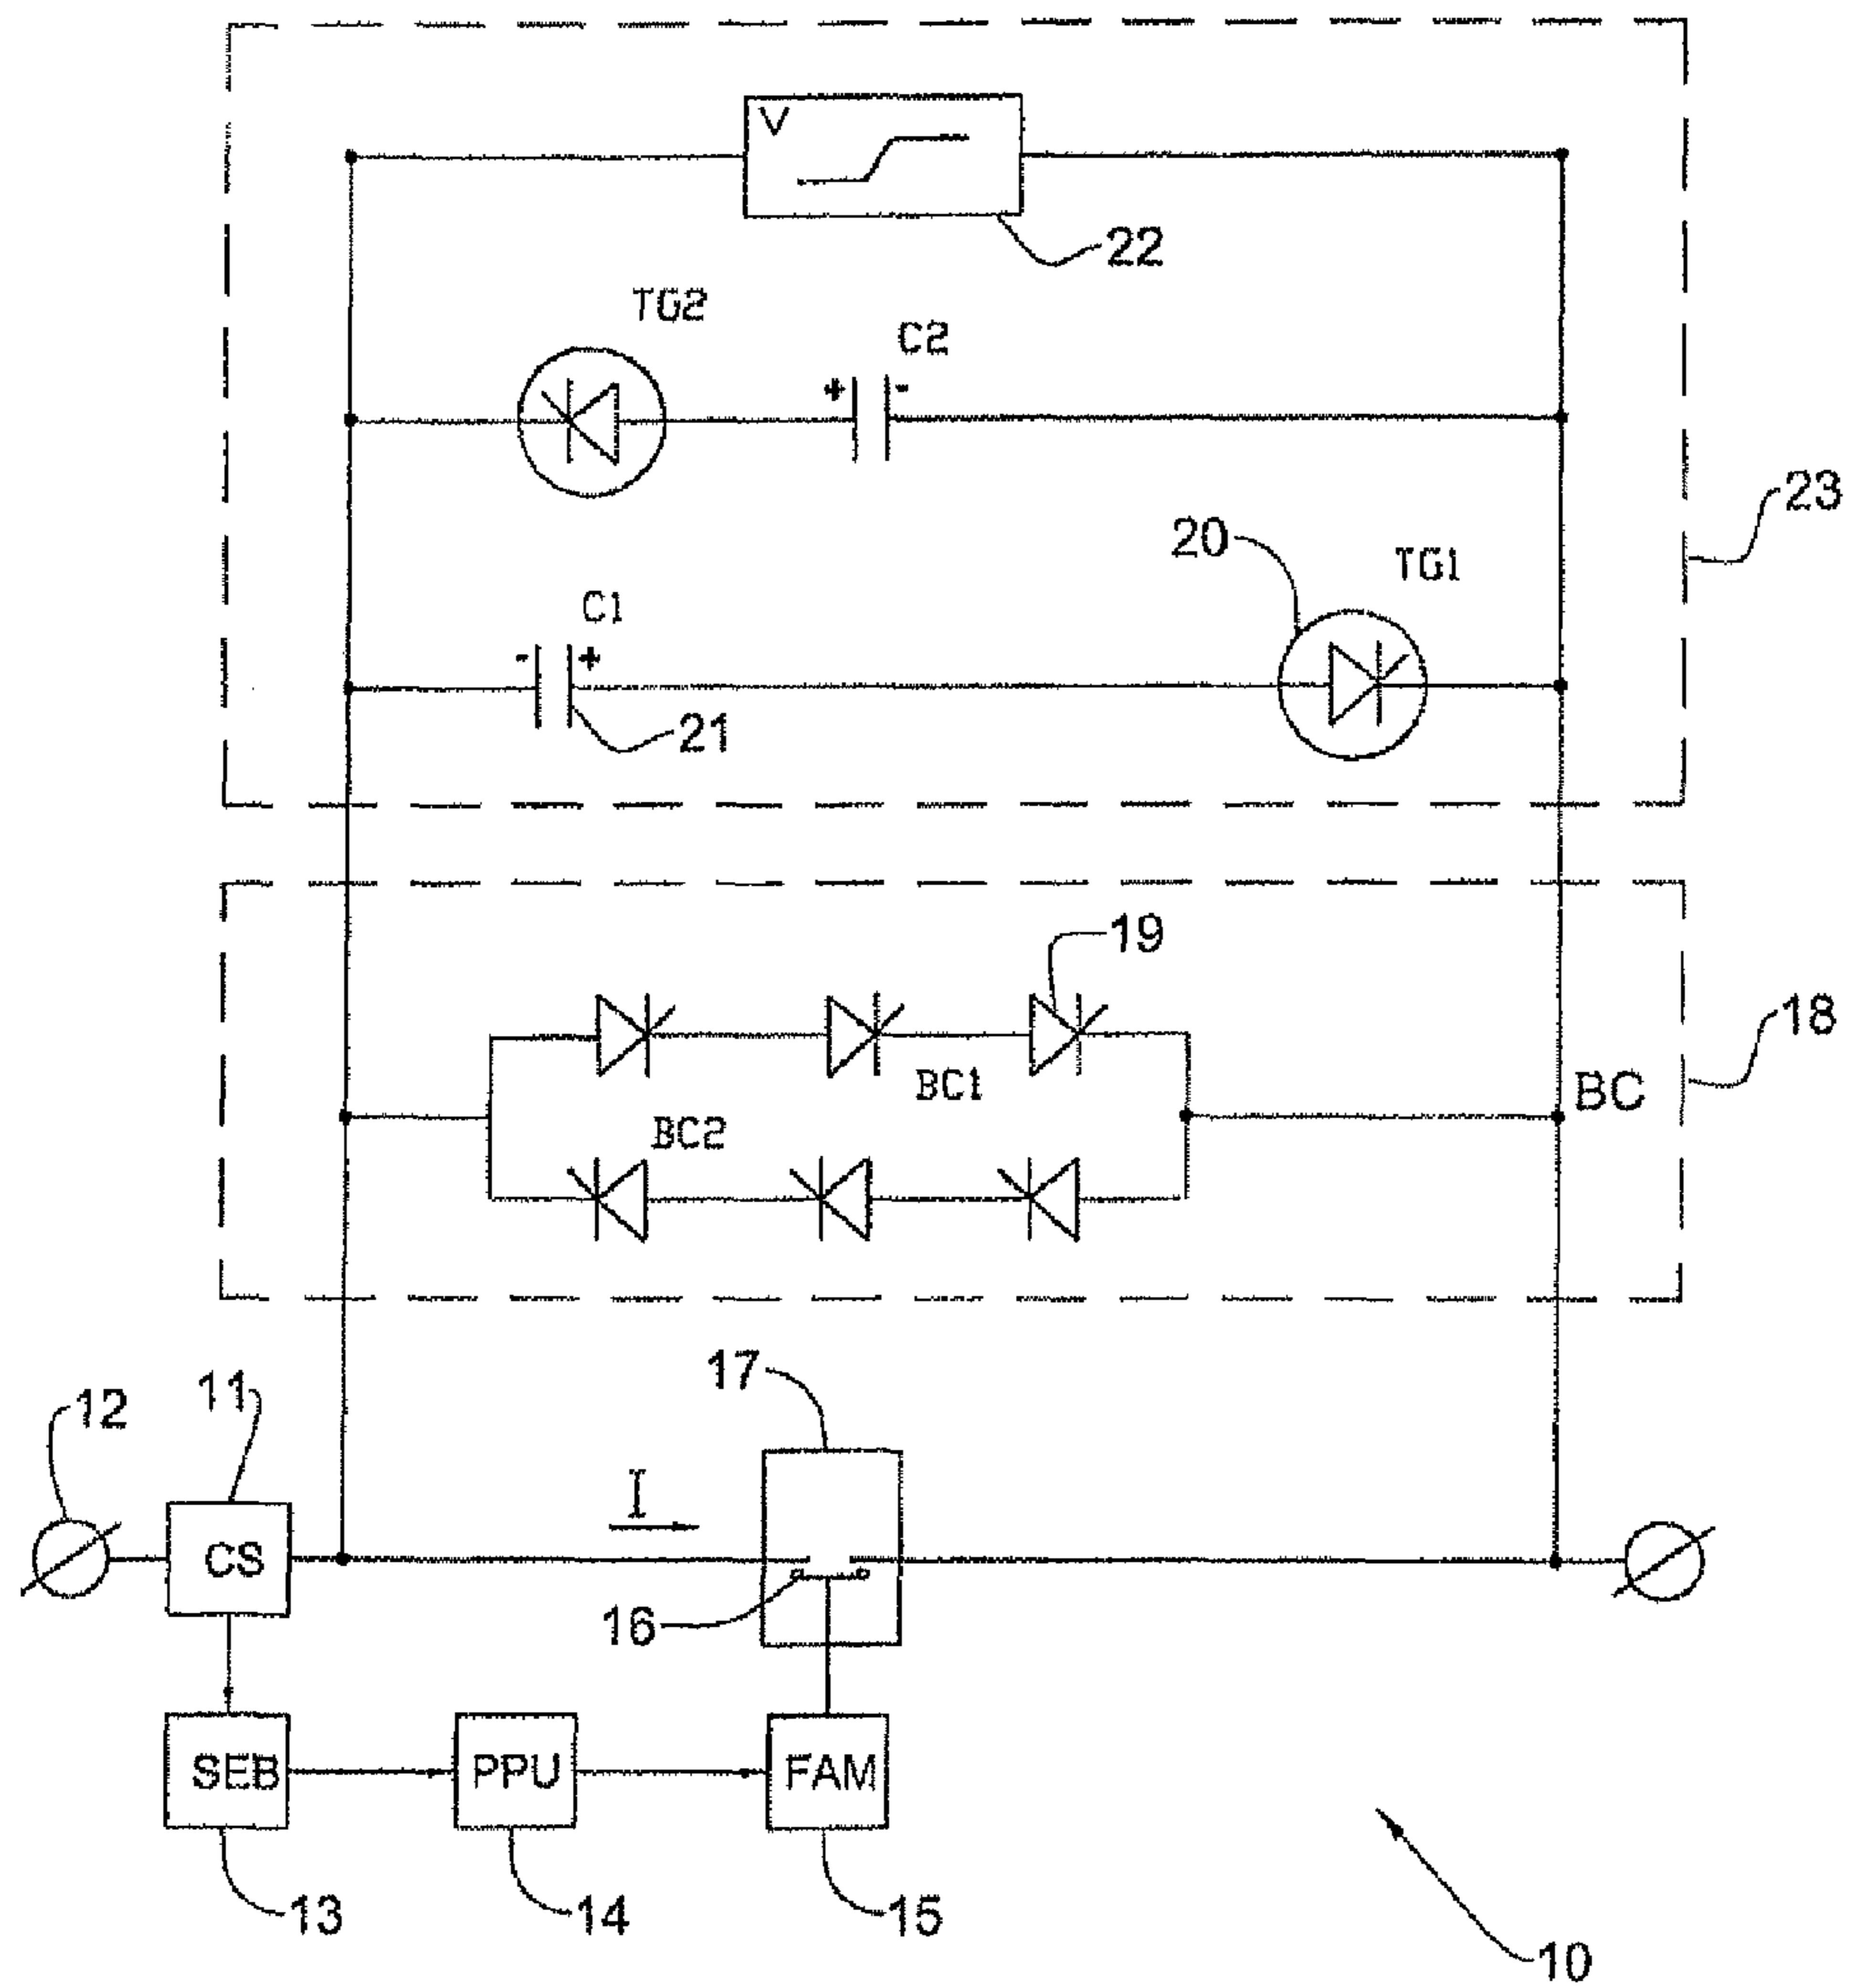 V
22
TG2
C2
+ -
23
20
TG1
C1
- +
21
19
18
BC1
BC
BC2
17
11
12
I
CS
16
SEB
PPU
FAM
13
14
15
10